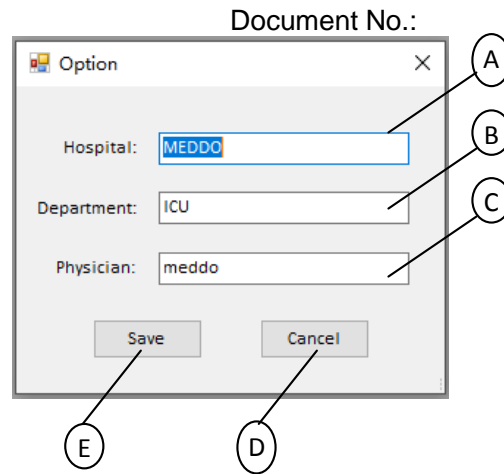 Document No.:
Option
A
Hospital: MEDDO
B
Department: ICU
C
Physician: meddo
Save Cancel
E D